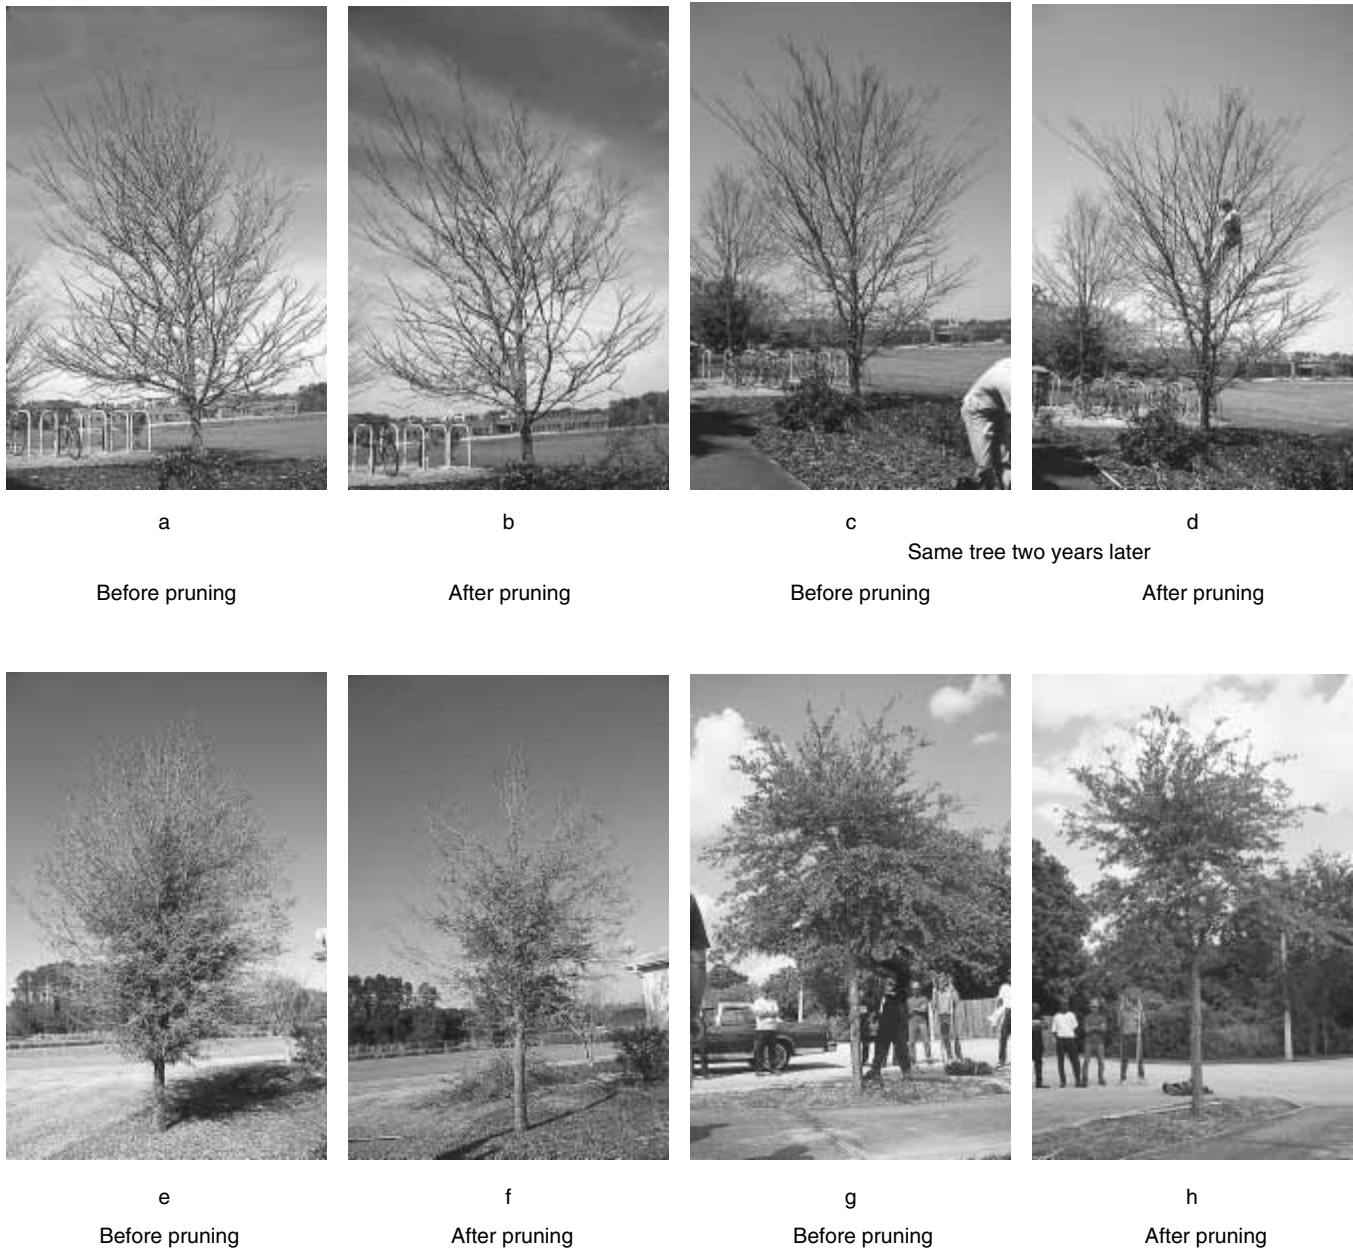 a
b
c
d
Same tree two years later
Before pruning
After pruning
Before pruning
After pruning
e
f
g
h
Before pruning
After pruning
Before pruning
After pruning